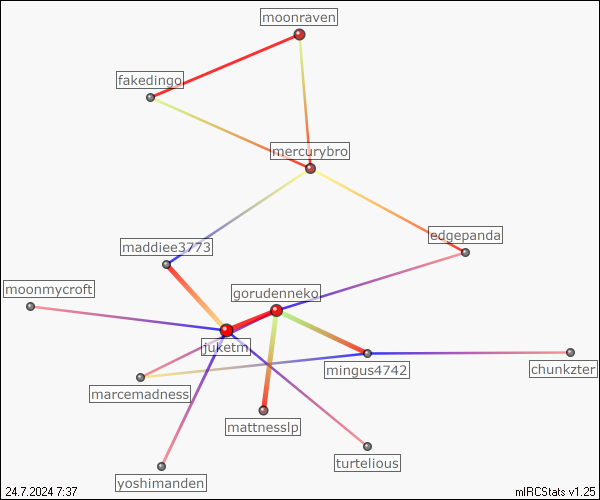 moonraven
fakedingo
mercurybro
edgepanda
maddiee3773
moonmycroft
gorudenneko
juketm
mingus4742
chunkzter
marcemadness
mattnesslp
turtelious
yoshimanden
24.7.2024 7:37
mIRCStats v1.25